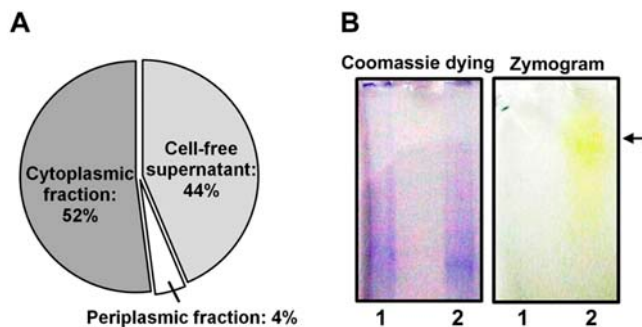 A
Cytoplasmic
fraction:
52%
Cell-free
supernatant:
44%
Periplasmic fraction: 4%
B
Coomassie dying
Zymogram
1
2
1
2